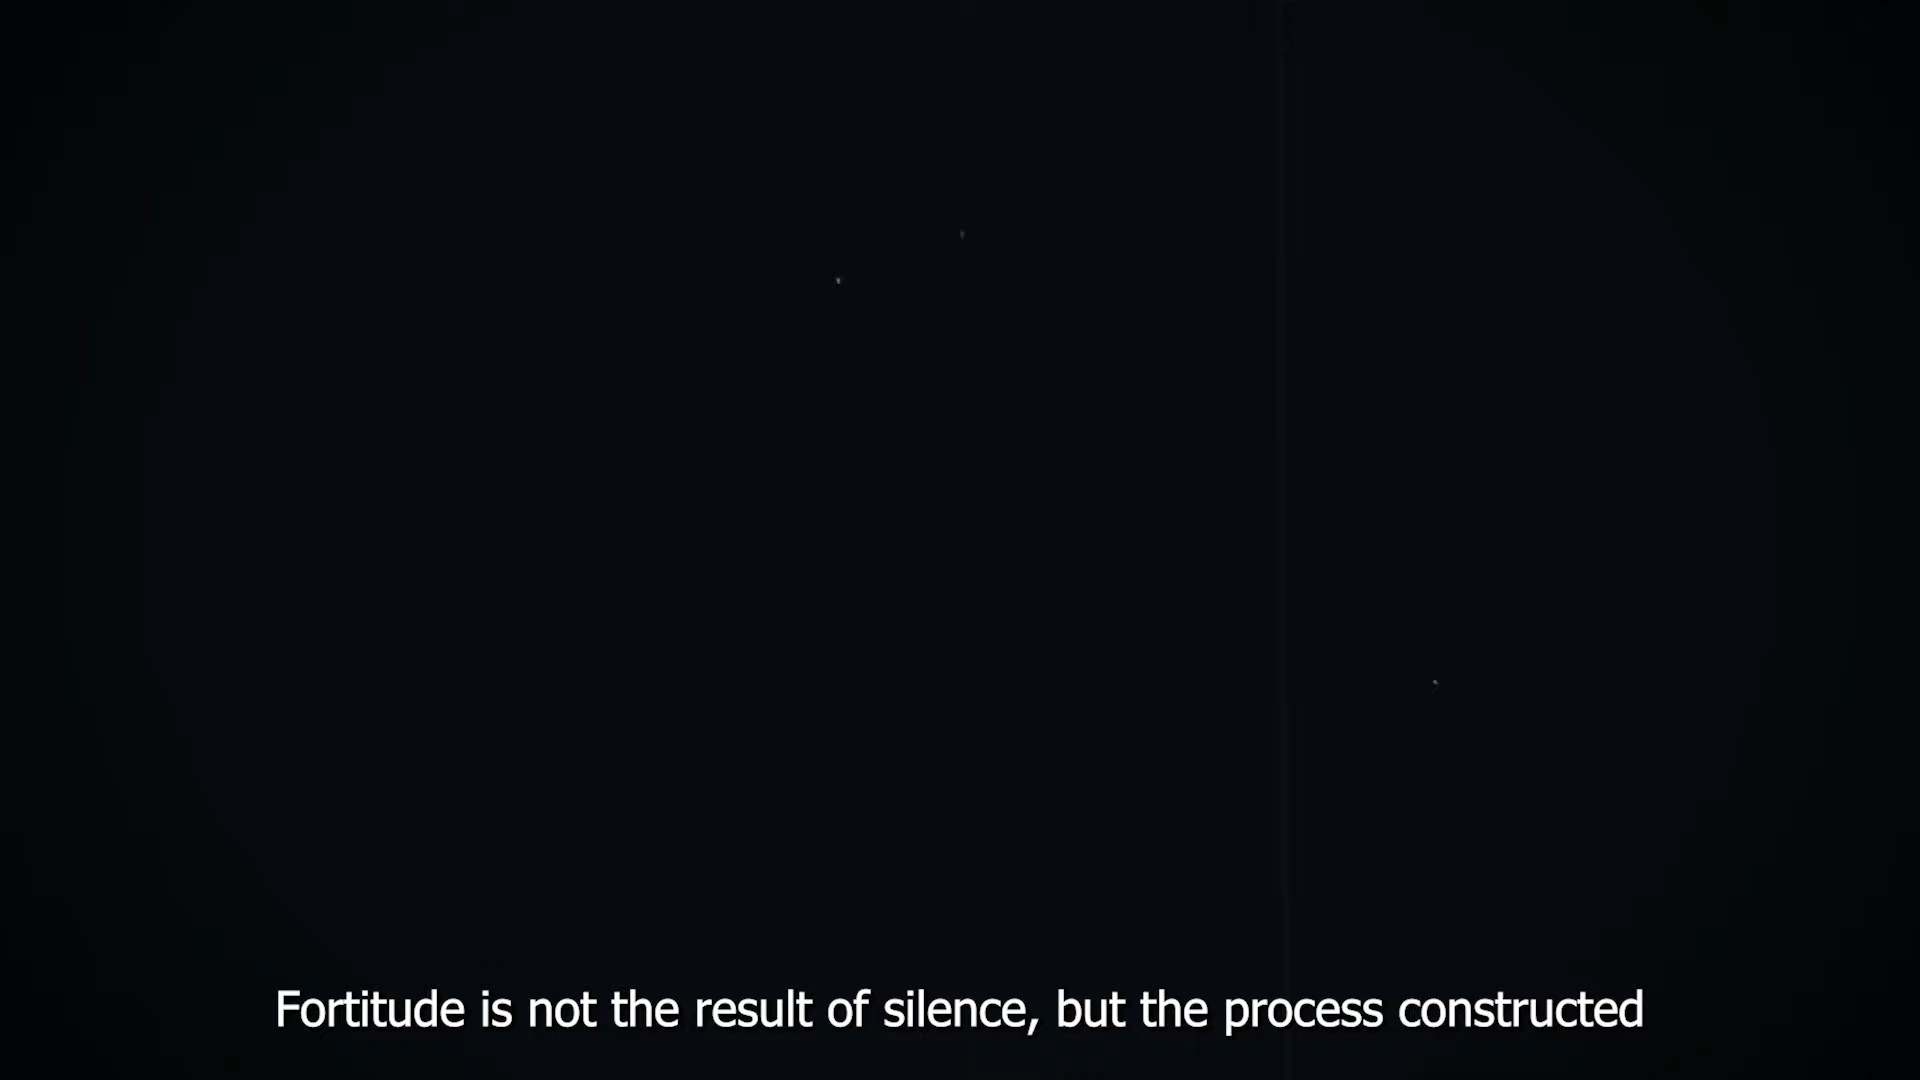 Fortitude is not the result of silence, but the process constructed